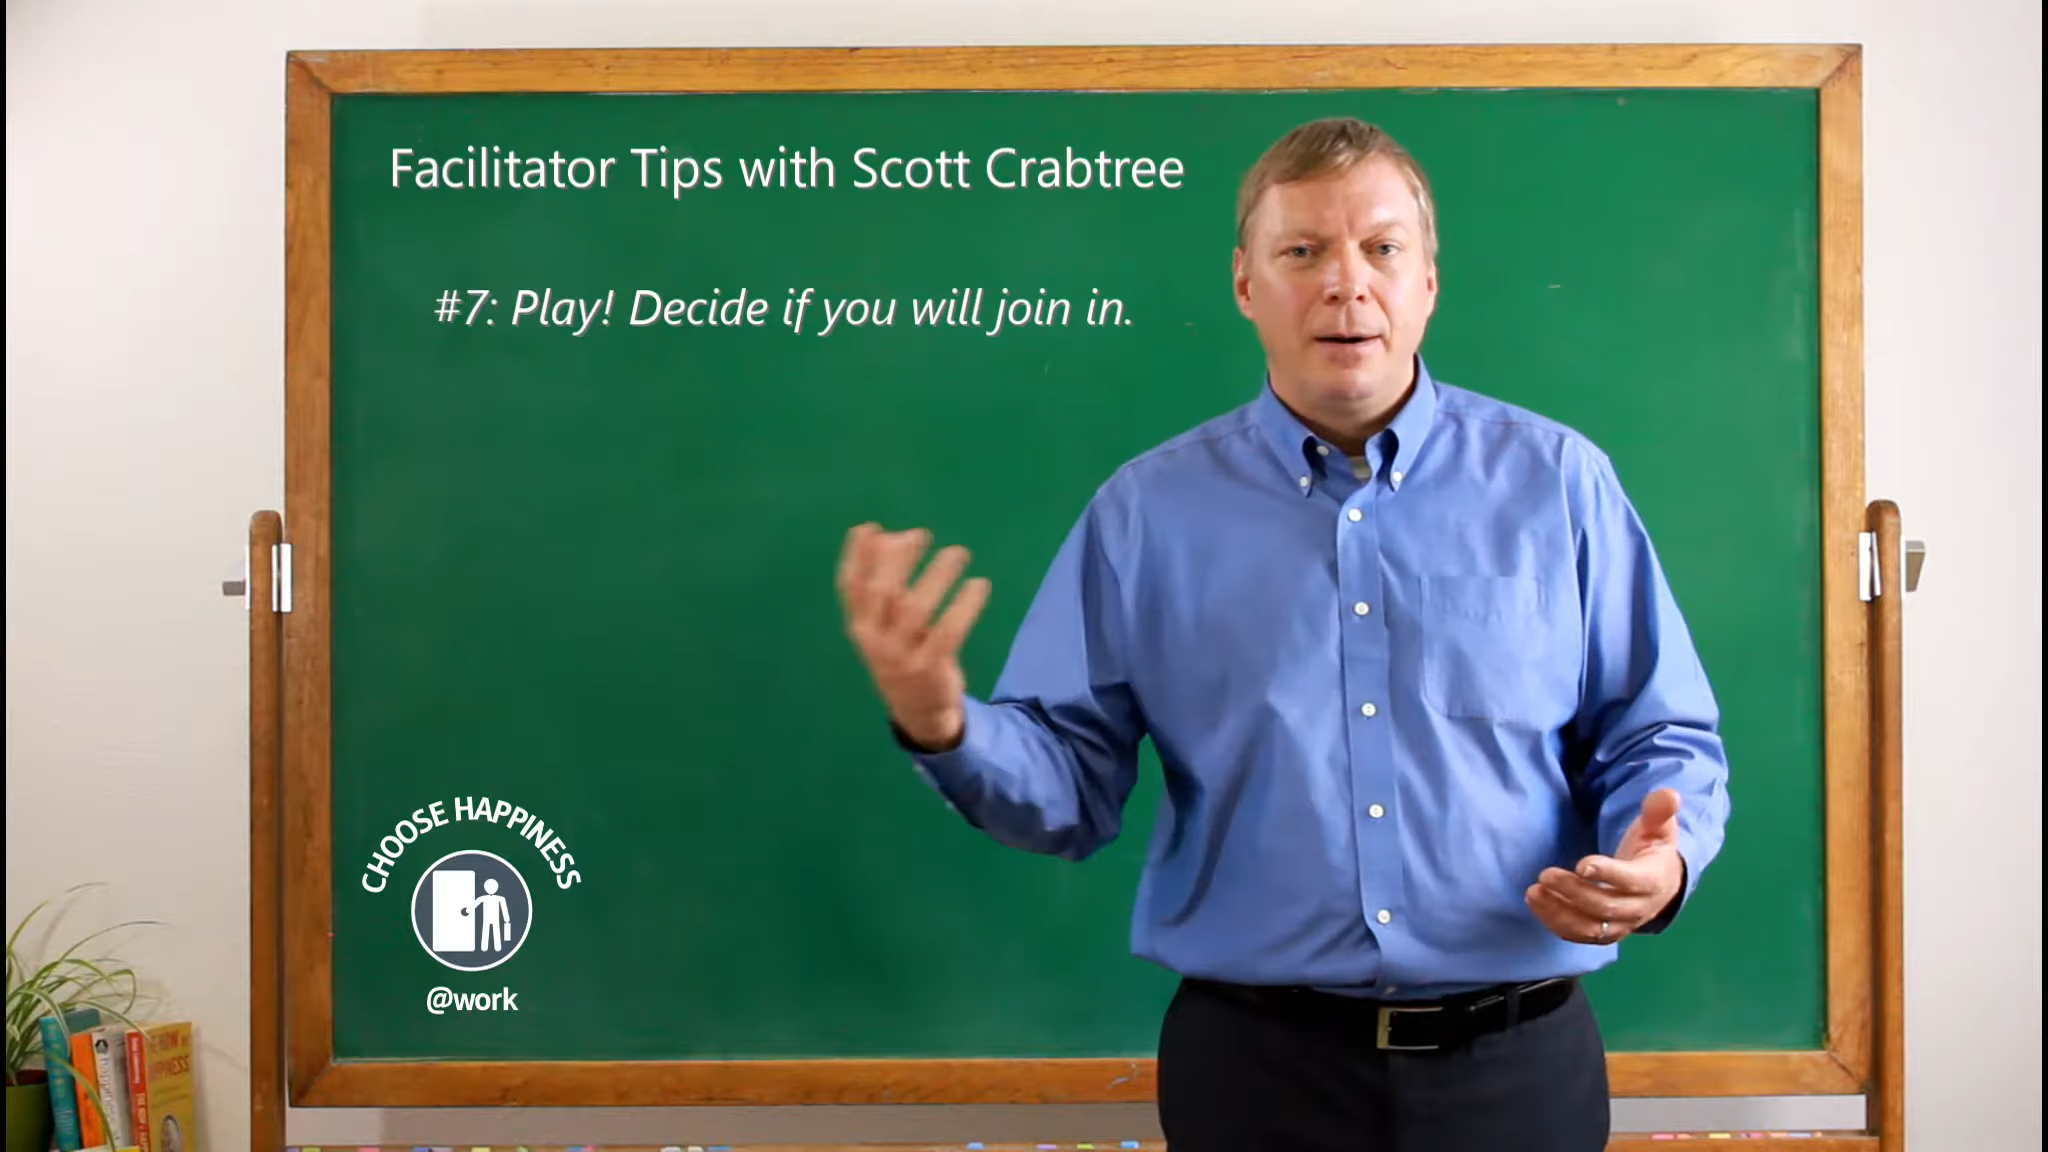 Facilitator Tips with Scott Crabtree
#7: Play! Decide if you will join in.
CHOOSE HAPPINESS
@work